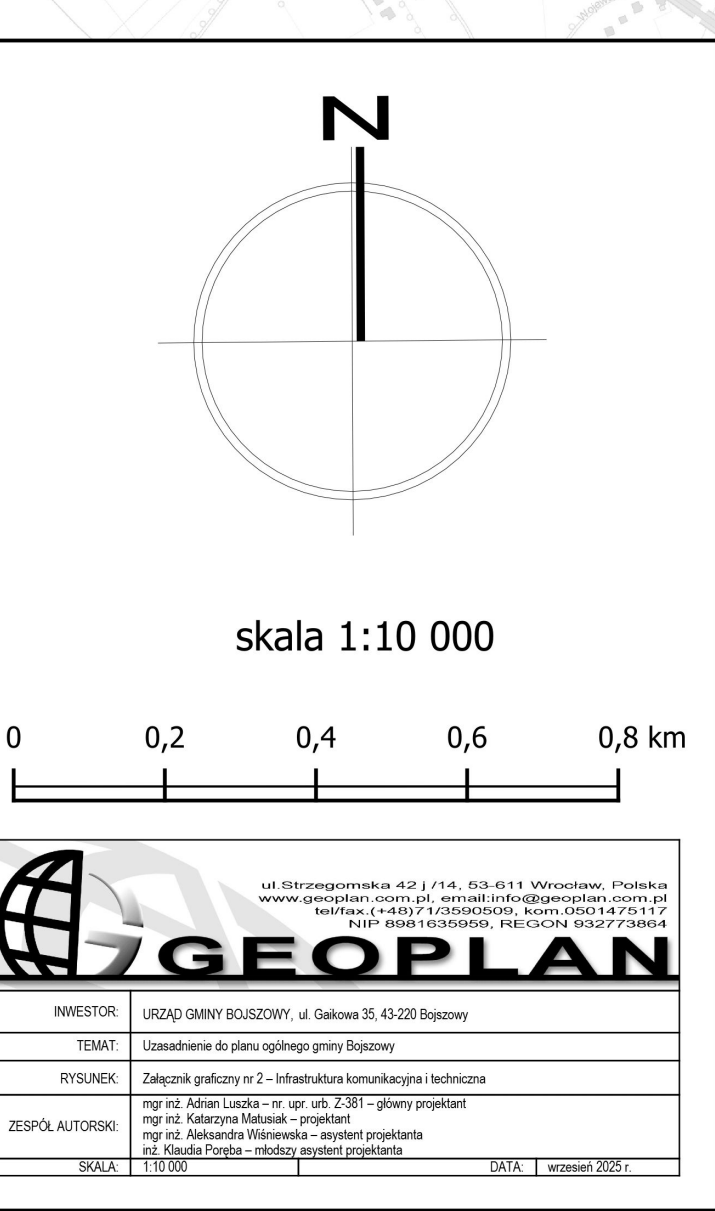 Wojew
N
skala 1:10 000
0 0,2 0,4 0,6 0,8 km
ul.Strzegomska 42 j /14, 53-611 Wrocław, Polska
www.geoplan.com.pl, email:info@geoplan.com.pl
tel/fax.(+48)71/3590509, kom.0501475117
NIP 8981635959, REGON 932773864
G GEOPLAN
INWESTOR: URZĄD GMINY BOJSZOWY, ul. Gaikowa 35, 43-220 Bojszowy
TEMAT: Uzasadnienie do planu ogólnego gminy Bojszowy
RYSUNEK: Załącznik graficzny nr 2 – Infrastruktura komunikacyjna i techniczna
ZESPÓŁ AUTORSKI: mgr inż. Adrian Luszka – nr. upr. urb. Z-381 – główny projektant
mgr inż. Katarzyna Matusiak – projektant
mgr inż. Aleksandra Wiśniewska – asystent projektanta
inż. Klaudia Poręba – młodszy asystent projektanta
SKALA: 1:10 000 DATA: wrzesień 2025 r.